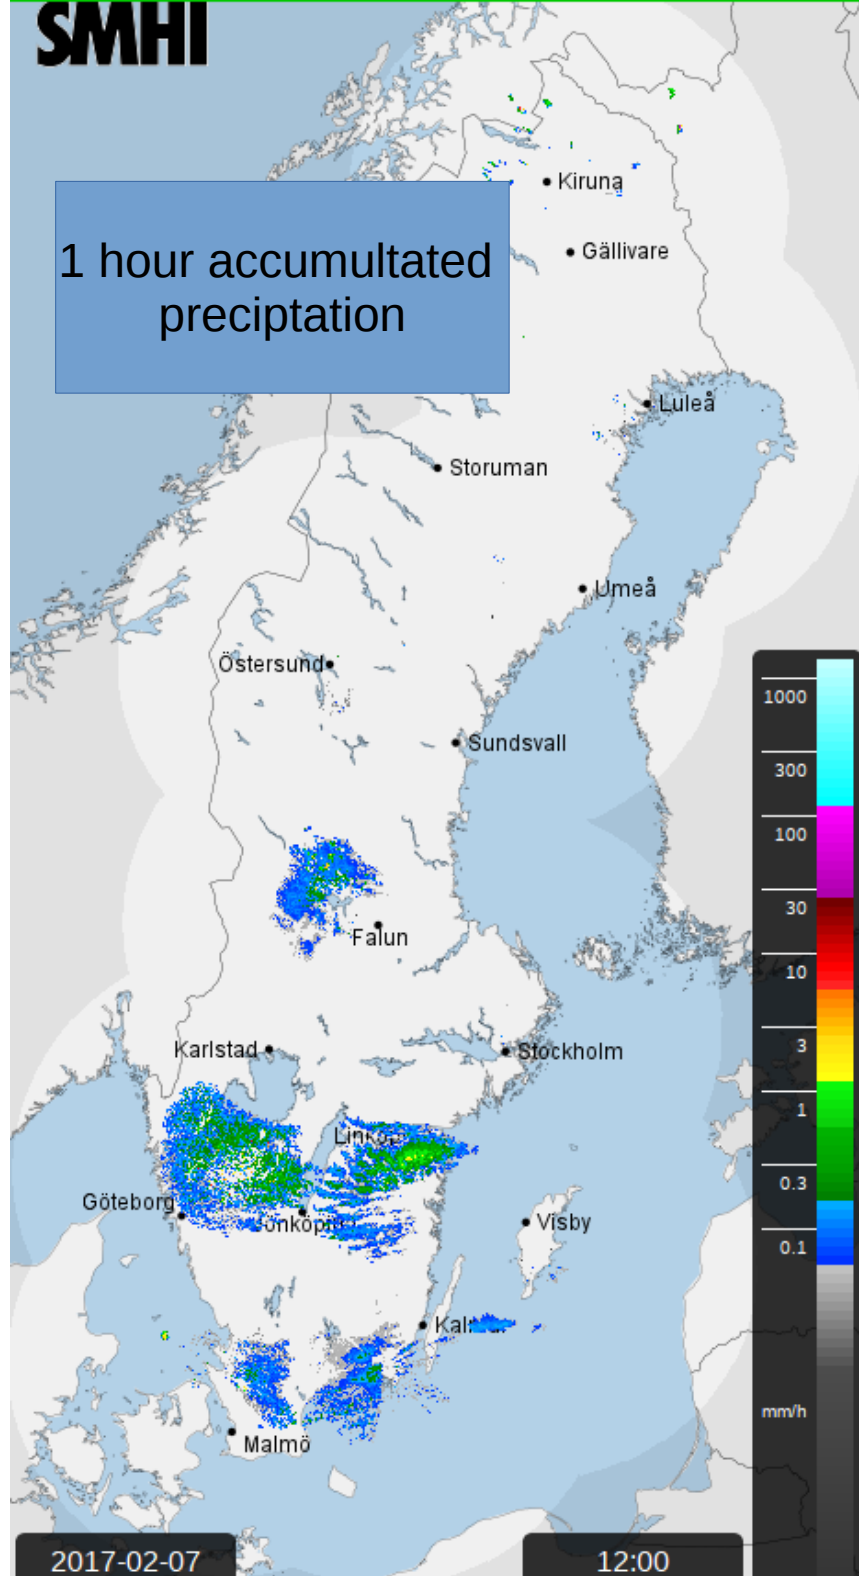 SMHI
Kiruna
1 hour accumultated
preciptation
Gällivare
Luleå
Storuman
Umeå
Östersund
Sundsvall
1000
300
100
30
Falun
10
3
Karlstad
Stockholm
1
0.3
Göteborg
Visby
0.1
mm/h
Malmö
2017-02-07
12:00